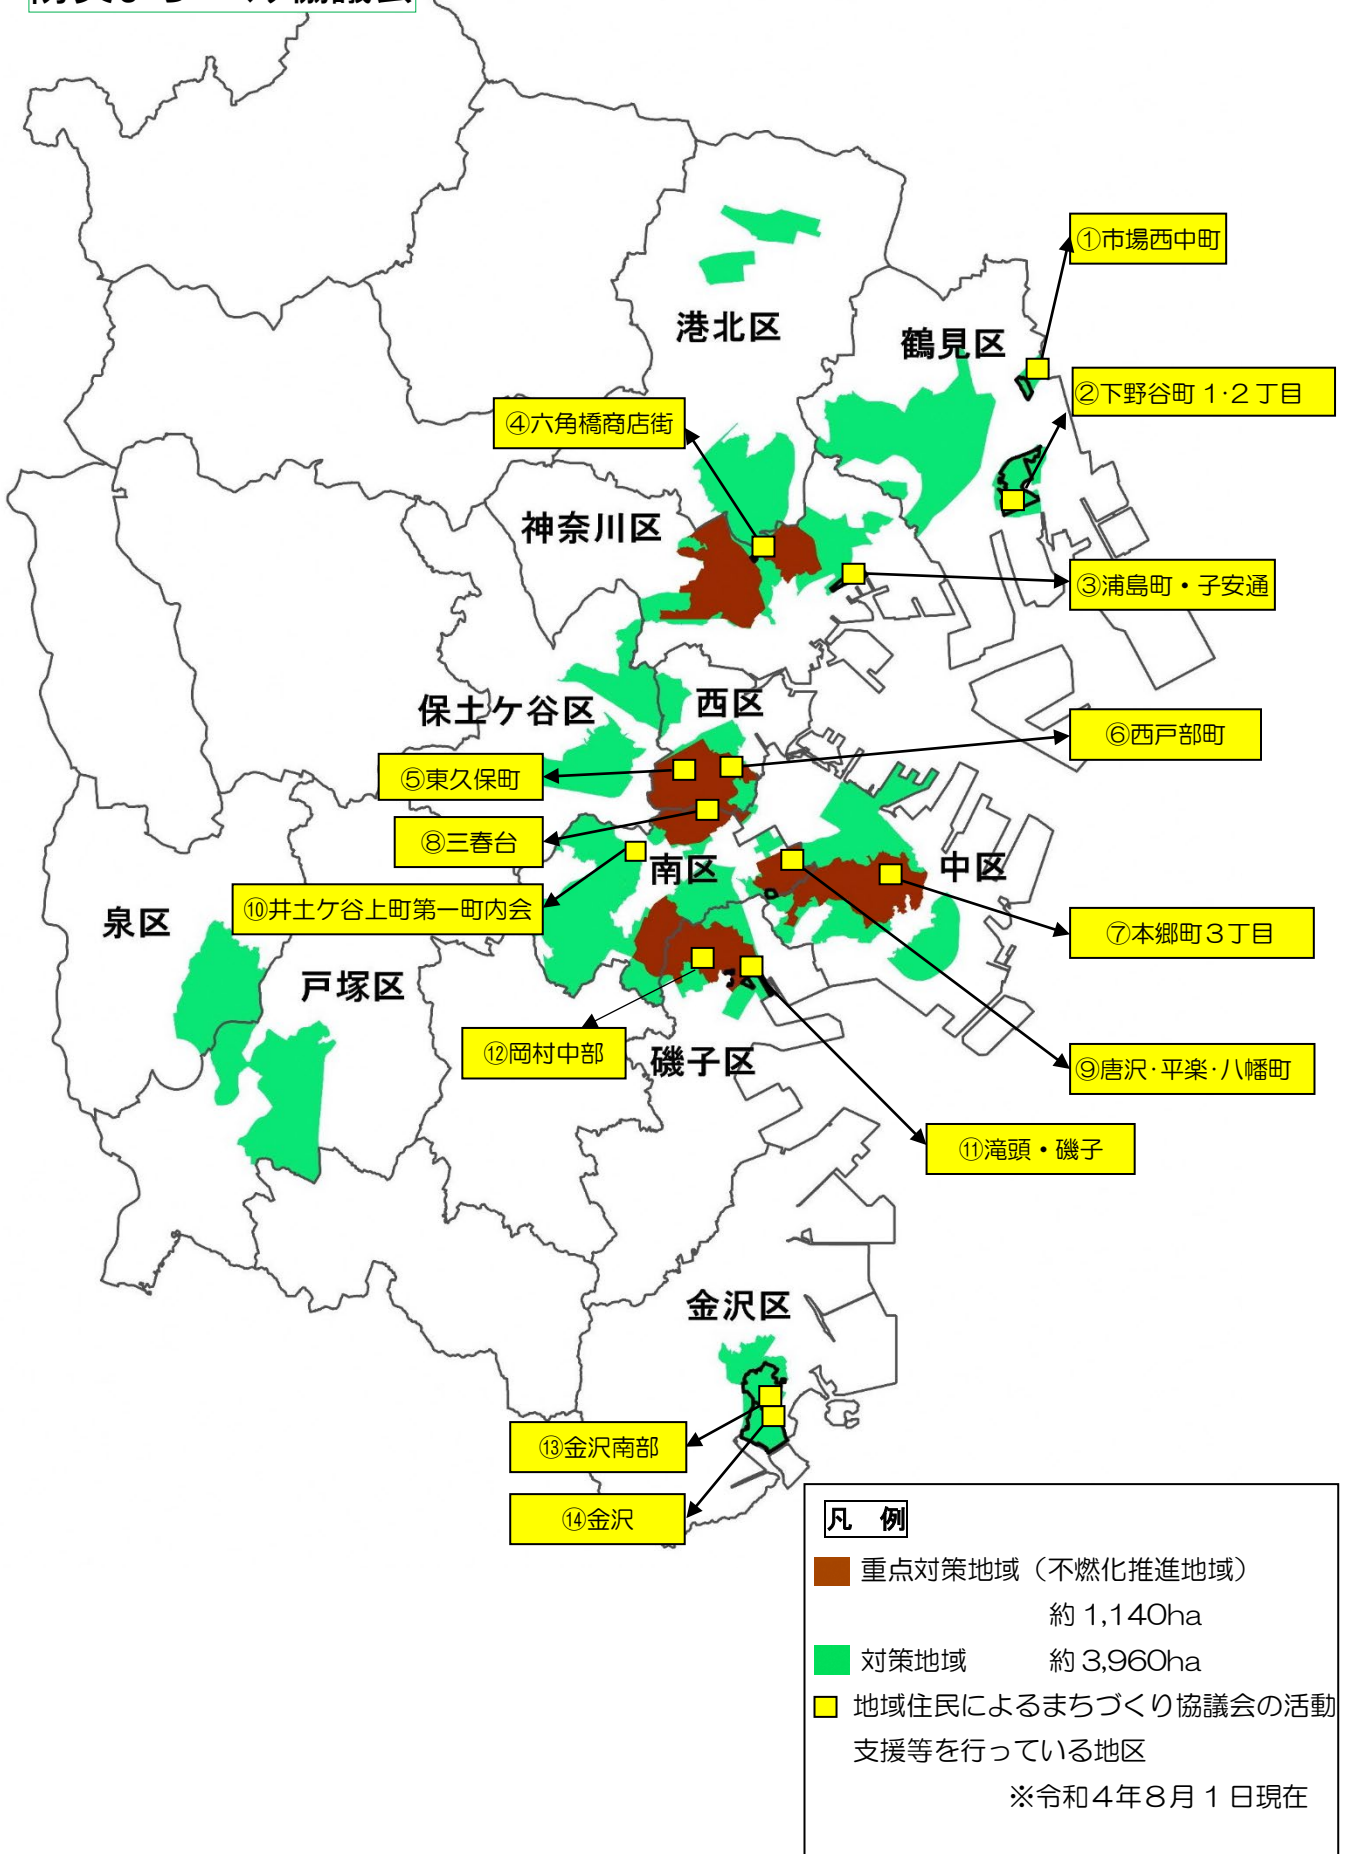 ①市場西中町
港北区
鶴見区
②下野谷町 1・2 丁目
④六角橋商店街
神奈川区
③浦島町・子安通
保土ケ谷区
西区
⑥西戸部町
⑤東久保町
⑧三春台
南区
中区
⑩井土ケ谷上町第一町内会
泉区
⑦本郷町３丁目
戸塚区
⑫岡村中部
磯子区
⑨唐沢・平楽・八幡町
⑪滝頭・磯子
金沢区
⑬金沢南部
⑭金沢
凡　例
重点対策地域（不燃化推進地域）
約 1,140ha
対策地域　約 3,960ha
地域住民によるまちづくり協議会の活動
支援等を行っている地区
※令和４年８月１日現在